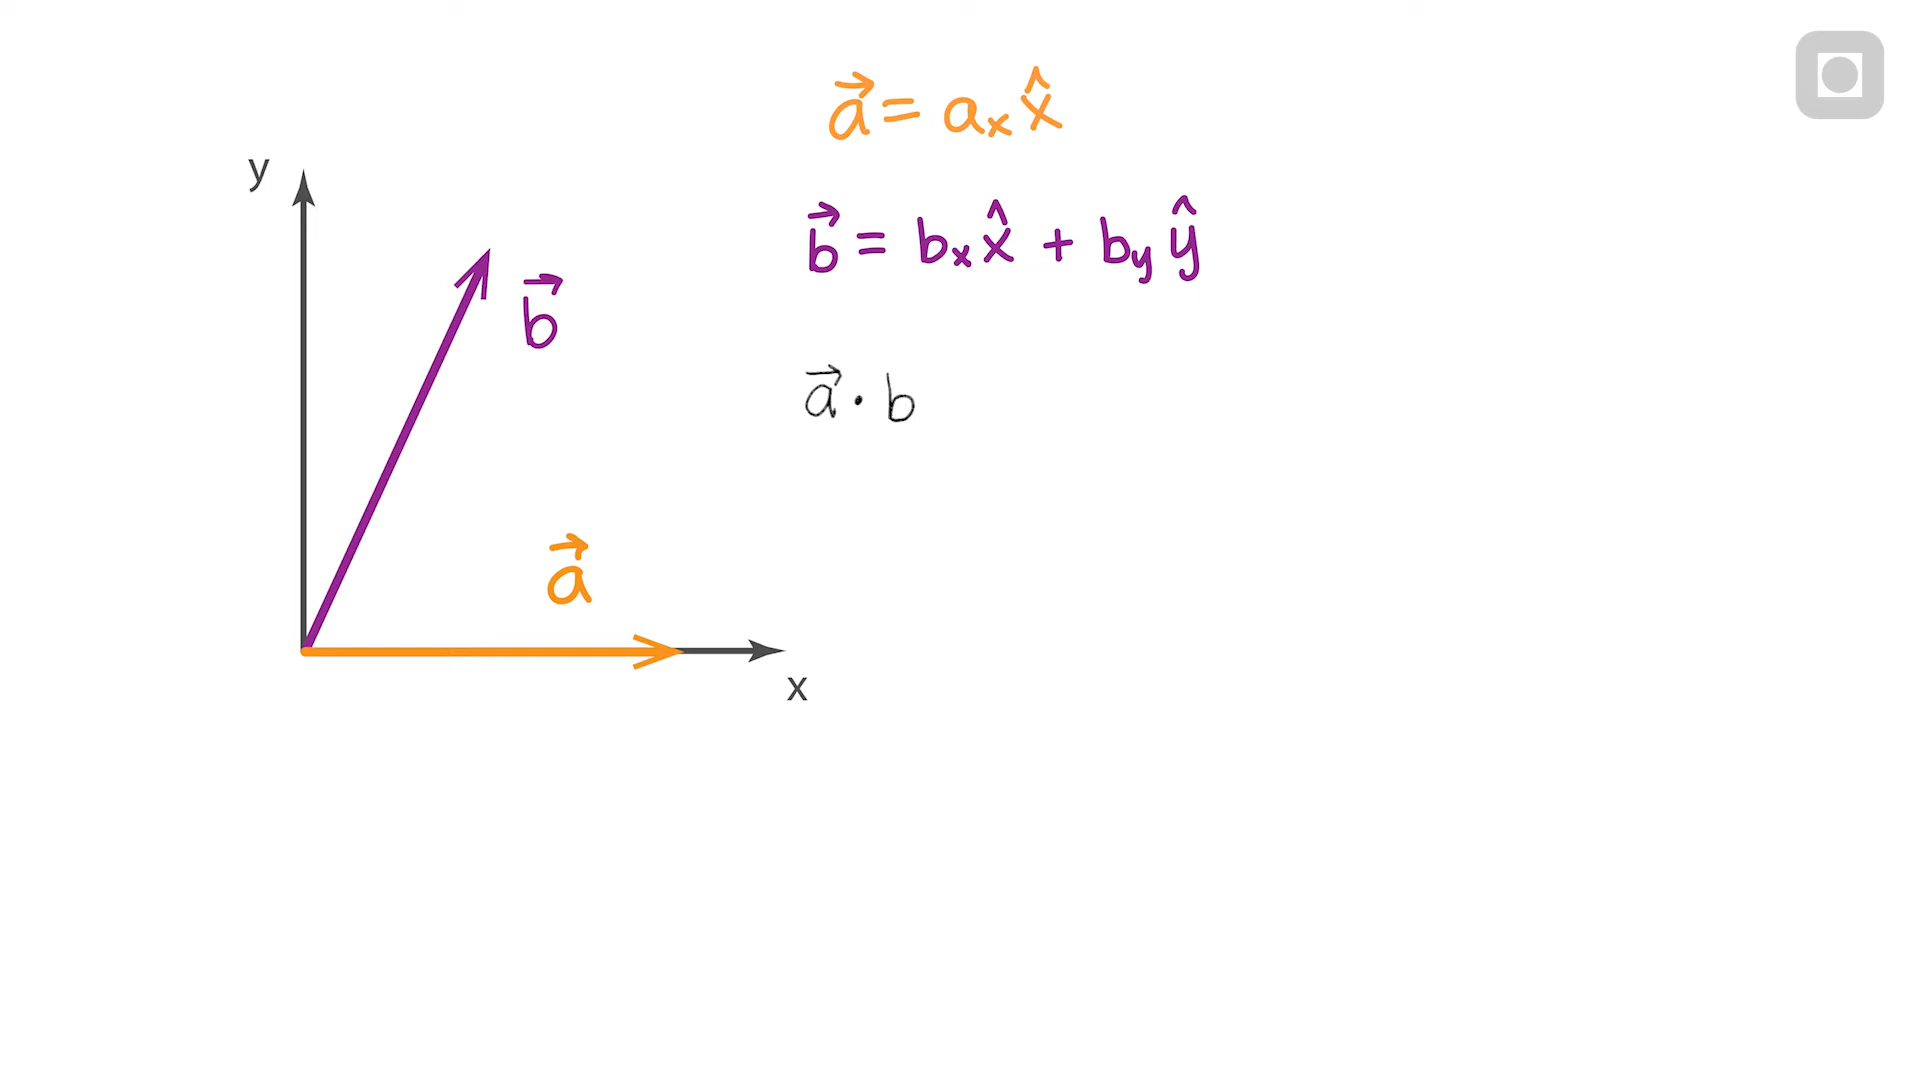 a⃗ = aₓ x̂
y
b⃗ = bₓ x̂ + b_y ŷ
b⃗
a⃗ · b
a⃗
x